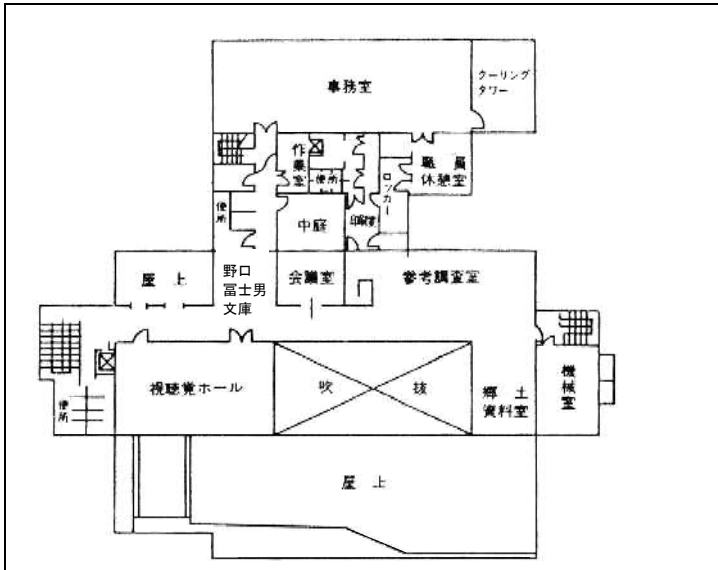 事務室
クーリング
タワー
作業室
便所
ロッカー
職員
休憩室
便所
中庭
印刷室
屋上
野口
冨士男
文庫
会議室
参考調査室
視聴覚ホール
吹抜
郷土
資料室
機械室
便所
屋上